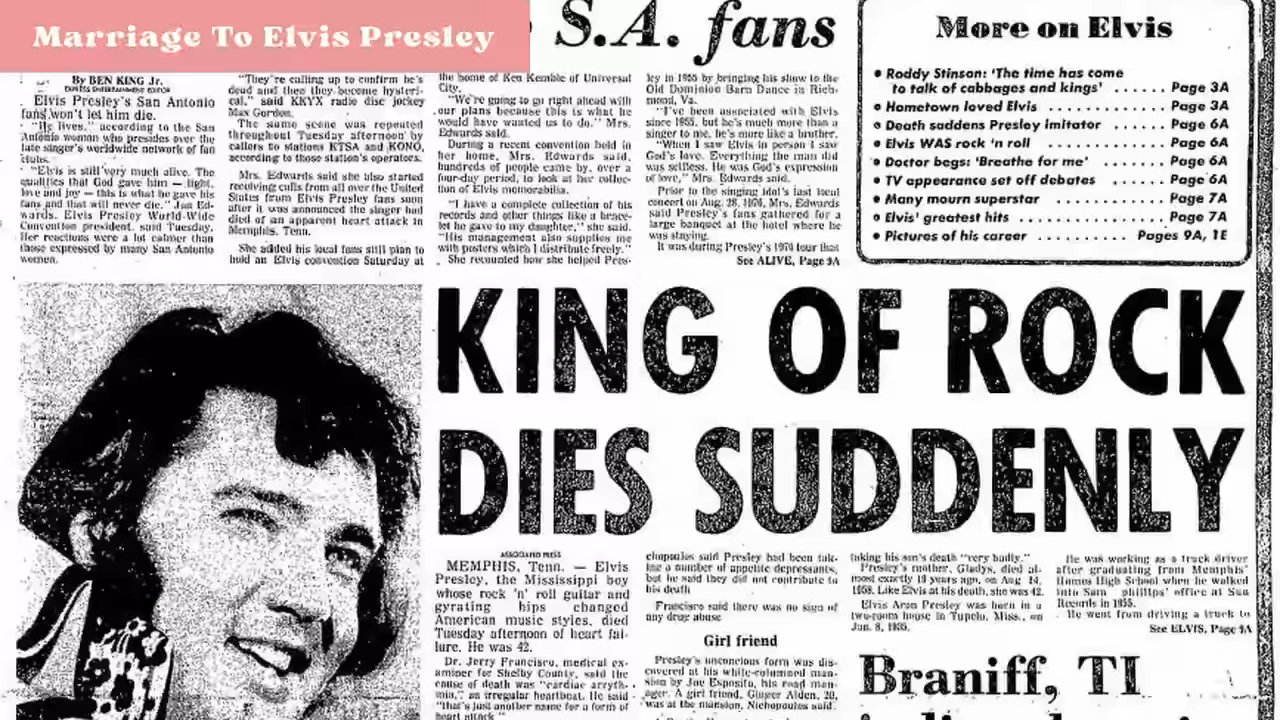 Marriage To Elvis Presley
S.A. fans
By BEN KING Jr.
EXPRESS ENTERTAINMENT EDITOR
Elvis Presley's San Antonio
fans won't let him die.
"He lives," according to the San
Antonio woman who presides over the
late singer's worldwide network of fan
clubs.
"Elvis is still very much alive. The
qualities that God gave him — light,
love and joy — this is what he gave his
fans and that will never die." Jan Ed-
wards, Elvis Presley World-Wide
Convention president, said Tuesday.
Her reactions were a lot calmer than
those expressed by many San Antonio
women.
"They're calling up to confirm he's
dead and then they become hysteri-
cal," said KKYX radio disc jockey
Max Gordon.
The same scene was repeated
throughout Tuesday afternoon by
callers to stations KTSA and KONO,
according to those station's operators.
Mrs. Edwards said she also started
receiving calls from all over the United
States from Elvis Presley fans soon
after it was announced the singer had
died of an apparent heart attack in
Memphis, Tenn.
She added his local fans still plan to
hold an Elvis convention Saturday at
the home of Ken Kemble of Universal
City.
"We're going to go right ahead with
our plans because this is what he
would have wanted us to do," Mrs.
Edwards said.
During a recent convention held in
her home, Mrs. Edwards said,
hundreds of people came by, over a
four-day period, to look at her collec-
tion of Elvis memorabilia.
"I have a complete collection of his
records and other things like a brace-
let he gave to my daughter," she said.
"His management also supplies me
with posters which I distribute freely."
She recounted how she helped Pres-
ley in 1955 by bringing his show to the
Old Dominion Barn Dance in Rich-
mond, Va.
"I've been associated with Elvis
since 1955, but he's much more than a
singer to me, he's more like a brother.
"When I saw Elvis in person I saw
God's love. Everything the man did
was selfless. He was God's expression
of love," Mrs. Edwards said.
Prior to the singing idol's last local
concert on Aug. 28, 1976, Mrs. Edwards
said Presley's fans gathered for a
large banquet at the hotel where he
was staying.
It was during Presley's 1976 tour that
See ALIVE, Page 9A
More on Elvis
• Roddy Stinson: 'The time has come
to talk of cabbages and kings' ...... Page 3A
• Hometown loved Elvis .......... Page 3A
• Death saddens Presley imitator ...... Page 6A
• Elvis WAS rock 'n roll ...... Page 6A
• Doctor begs: 'Breathe for me' ...... Page 6A
• TV appearance set off debates .... Page 6A
• Many mourn superstar .......... Page 7A
• Elvis' greatest hits .......... Page 7A
• Pictures of his career .......... Pages 9A, 1E
KING OF ROCK
DIES SUDDENLY
ASSOCIATED PRESS
MEMPHIS, Tenn. — Elvis
Presley, the Mississippi boy
whose rock 'n' roll guitar and
gyrating hips changed
American music styles, died
Tuesday afternoon of heart fai-
lure. He was 42.
Dr. Jerry Francisco, medical ex-
aminer for Shelby County, said the
cause of death was "cardiac arryth-
mia," an irregular heartbeat. He said
"that's just another name for a form of
heart attack."
chopoulos said Presley had been tak-
ing a number of appetite depressants,
but he said they did not contribute to
his death
Francisco said there was no sign of
any drug abuse
Girl friend
Presley's unconcious form was dis-
covered at his white-columned man-
sion by Joe Esposito, his road man-
ager. A girl friend, Ginger Alden, 20,
was at the mansion, Nichopoulos said.
taking his son's death "very badly."
Presley's mother, Gladys, died al-
most exactly 19 years ago, on Aug. 14,
1958. Like Elvis at his death, she was 42.
Elvis Aron Presley was born in a
two-room house in Tupelo, Miss., on
Jan. 8, 1935.
He was working as a truck driver
after graduating from Memphis'
Humes High School when he walked
into Sam phillips' office at Sun
Records in 1955.
He went from driving a truck to
See ELVIS, Page 9A
Braniff, TI